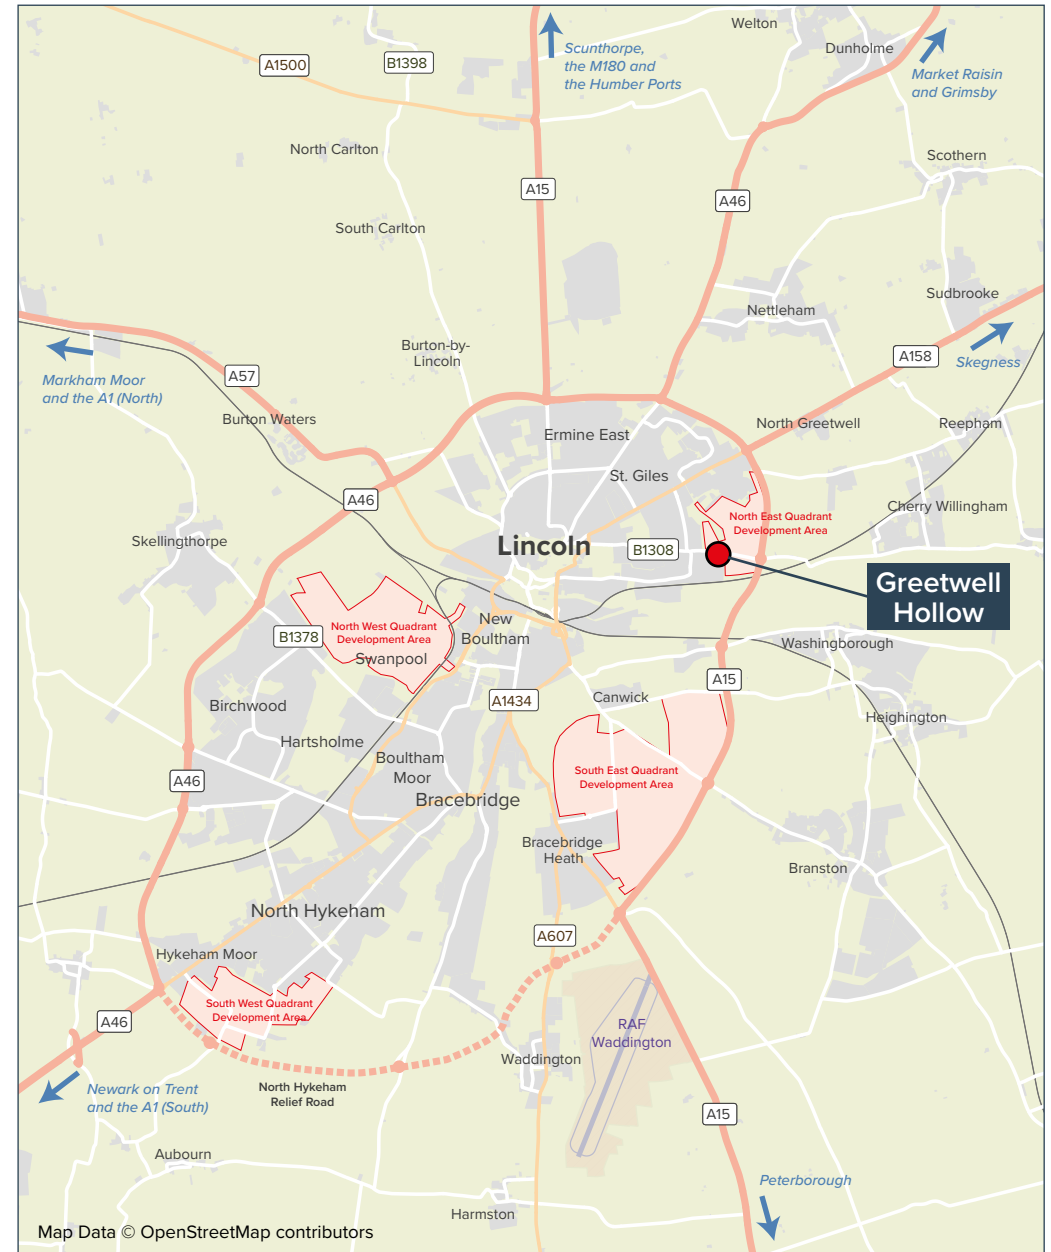 Welton
Dunholme
Scunthorpe,
the M180 and
the Humber Ports
A1500
B1398
Market Raisin
and Grimsby
North Carlton
Scothern
A15
A46
South Carlton
Sudbrooke
Nettleham
Burton-by-
Lincoln
A158
Skegness
Markham Moor
and the A1 (North)
A57
Burton Waters
Ermine East
North Greetwell
Reepham
St. Giles
A46
Cherry Willingham
North East Quadrant
Development Area
Skellingthorpe
Lincoln
B1308
Greetwell
Hollow
North West Quadrant
Development Area
B1378
Swanpool
New
Boultham
Washingborough
A15
Canwick
A1434
Birchwood
Heighington
Hartsholme
Boultham
Moor
South East Quadrant
Development Area
A46
Bracebridge
Bracebridge
Heath
Branston
North Hykeham
A607
Hykeham Moor
South West Quadrant
Development Area
A46
RAF
Waddington
Waddington
North Hykeham
Relief Road
Newark on Trent
and the A1 (South)
A15
Aubourn
Peterborough
Harmston
Map Data © OpenStreetMap contributors